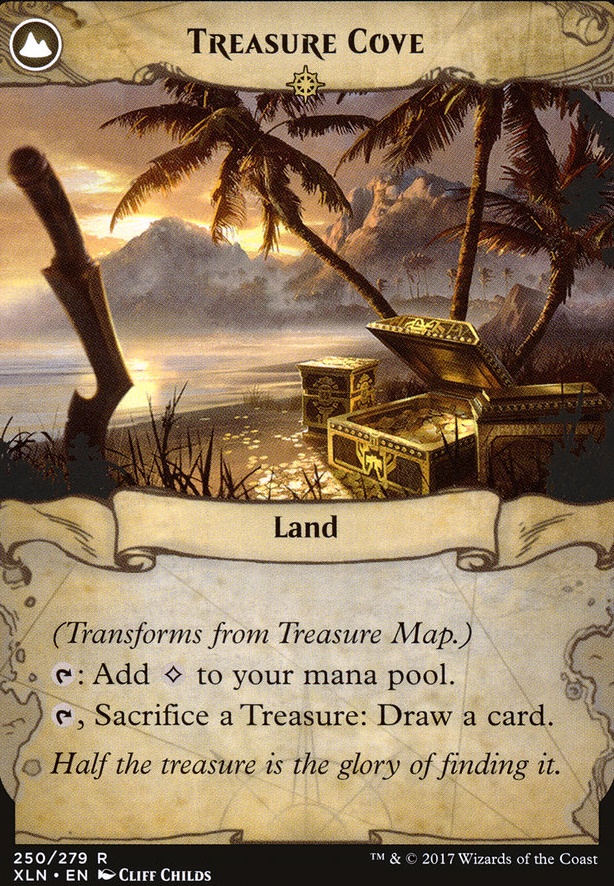 Treasure Cove
Land
(Transforms from Treasure Map.)
: Add to your mana pool.
, Sacrifice a Treasure: Draw a card.
Half the treasure is the glory of finding it.
250/279 R
™ & © 2017 Wizards of the Coast
XLN • EN Cliff Childs